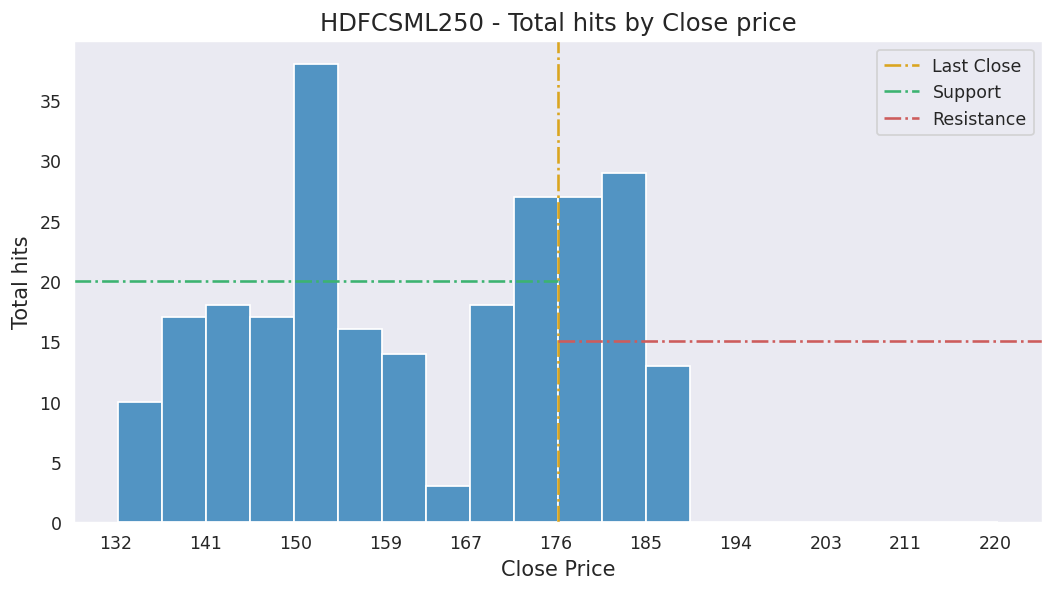 HDFCSML250 - Total hits by Close price
Last Close
Support
Resistance
Total hits
35
30
25
20
15
10
5
0
132 141 150 159 167 176 185 194 203 211 220
Close Price